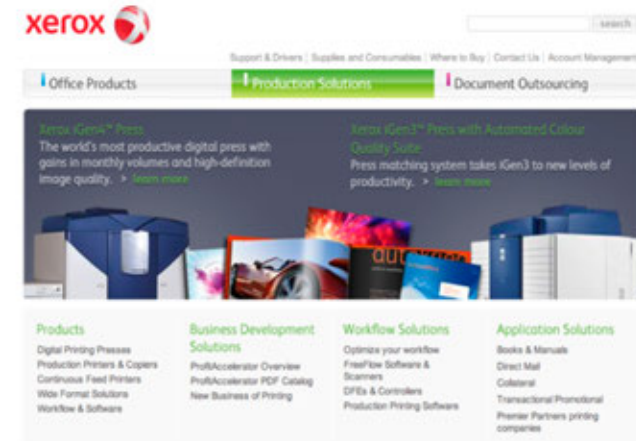 xerox
search
Support & Drivers | Supplies and Consumables | Where to Buy | Contact Us | Account Management
Office Products
Production Solutions
Document Outsourcing
Xerox iGen4™ Press
The world's most productive digital press with
gains in monthly volumes and high-definition
image quality. > learn more
Xerox iGen3™ Press with Automated Colour
Quality Suite
Press matching system takes iGen3 to new levels of
productivity. > learn more
Products
Digital Printing Presses
Production Printers & Copiers
Continuous Feed Printers
Wide Format Solutions
Workflow & Software
Business Development
Solutions
ProfitAccelerator Overview
ProfitAccelerator PDF Catalog
New Business of Printing
Workflow Solutions
Optimize your workflow
FreeFlow Software &
Scanners
DFEs & Controllers
Production Printing Software
Application Solutions
Books & Manuals
Direct Mail
Collateral
Transactional Promotional
Premier Partners printing
companies